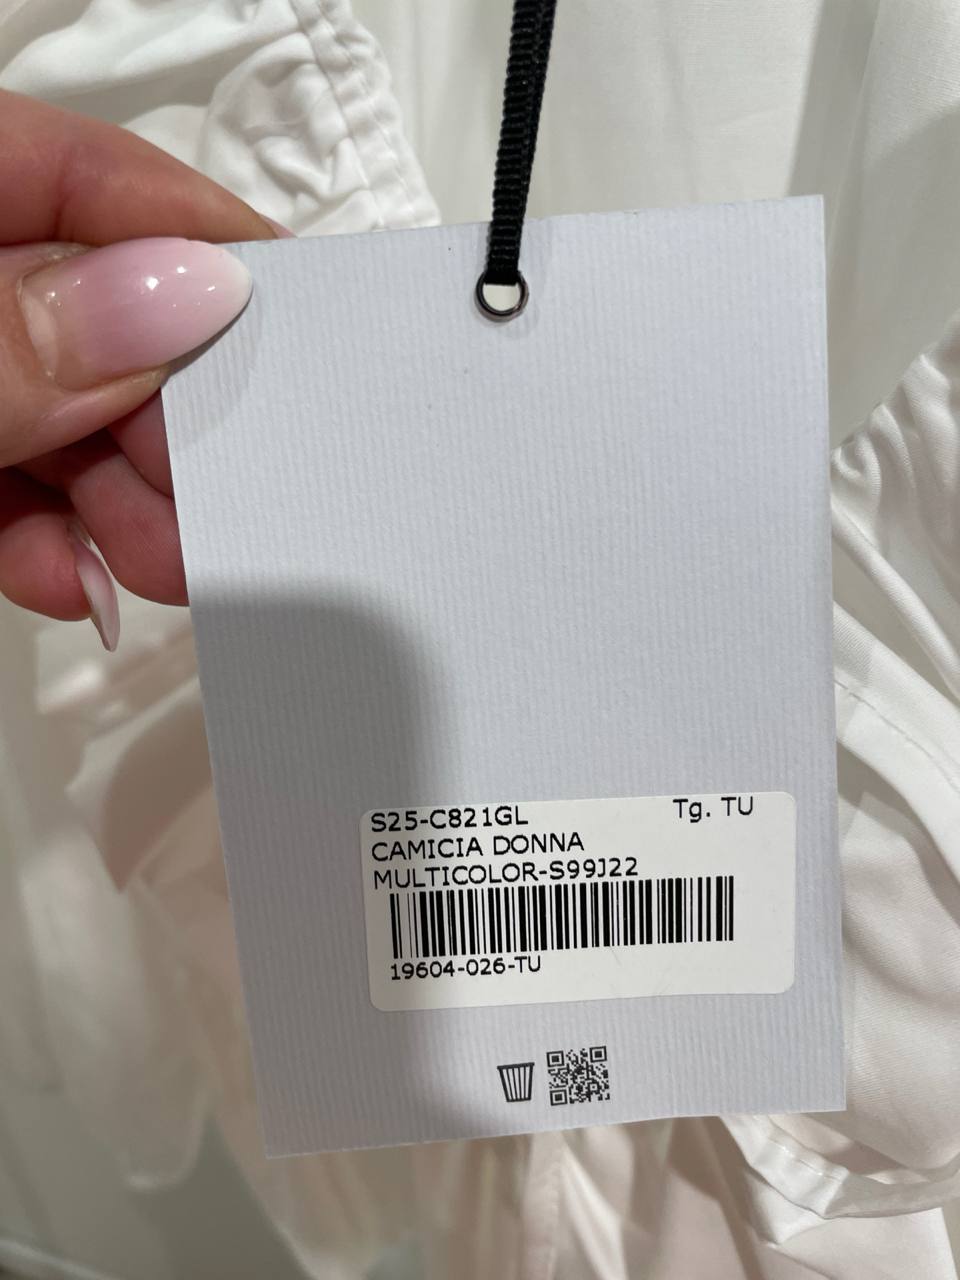 S25-C821GL Tg. TU
CAMICIA DONNA
MULTICOLOR-S99J22
19604-026-TU